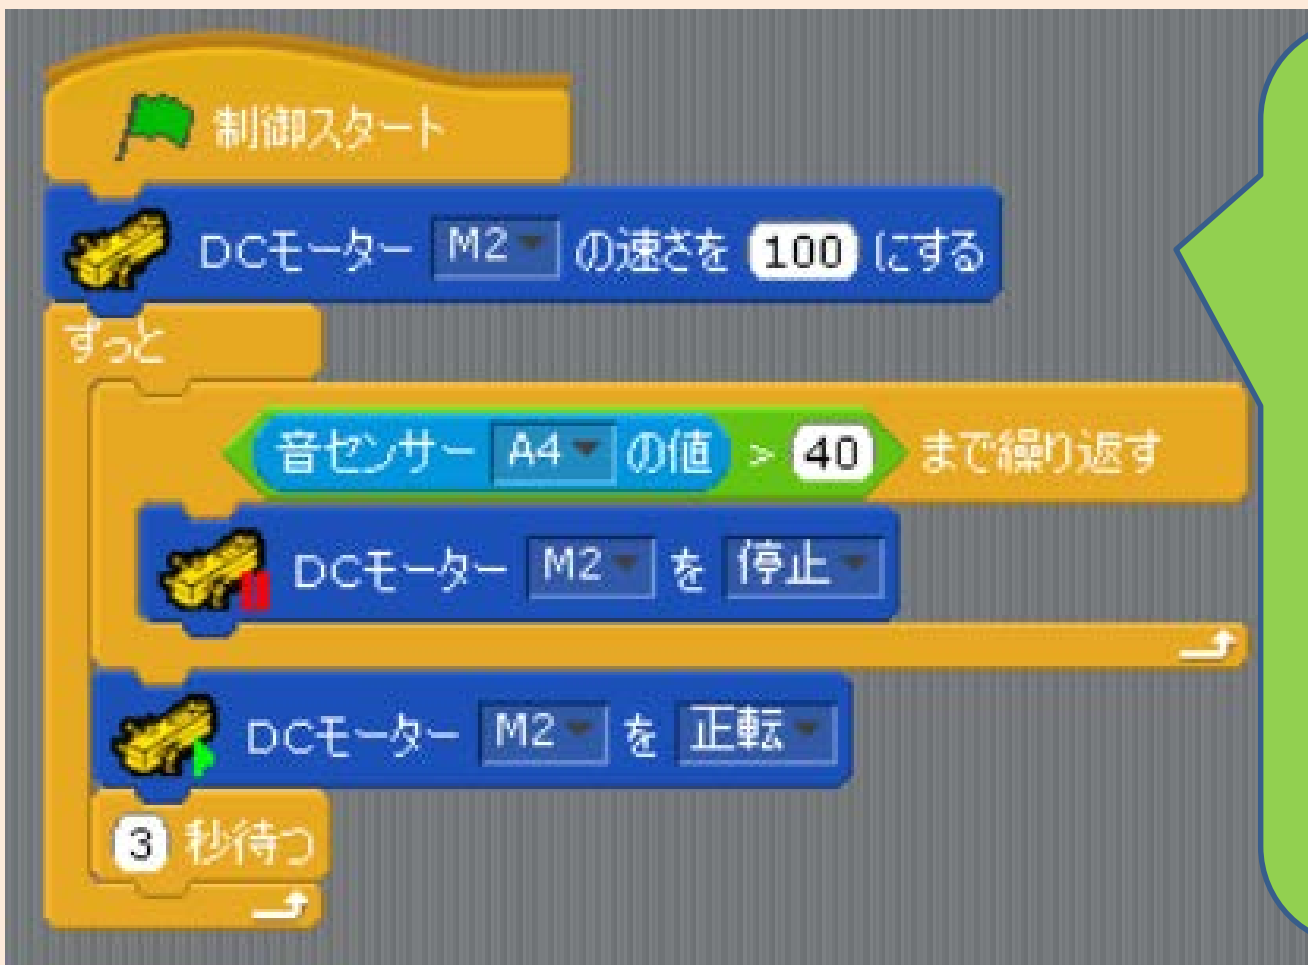 制御スタート
DCモーター M2 の速さを 100 にする
ずっと
音センサー A4 の値 > 40 まで繰り返す
DCモーター M2 を 停止
DCモーター M2 を 正転
3 秒待つ